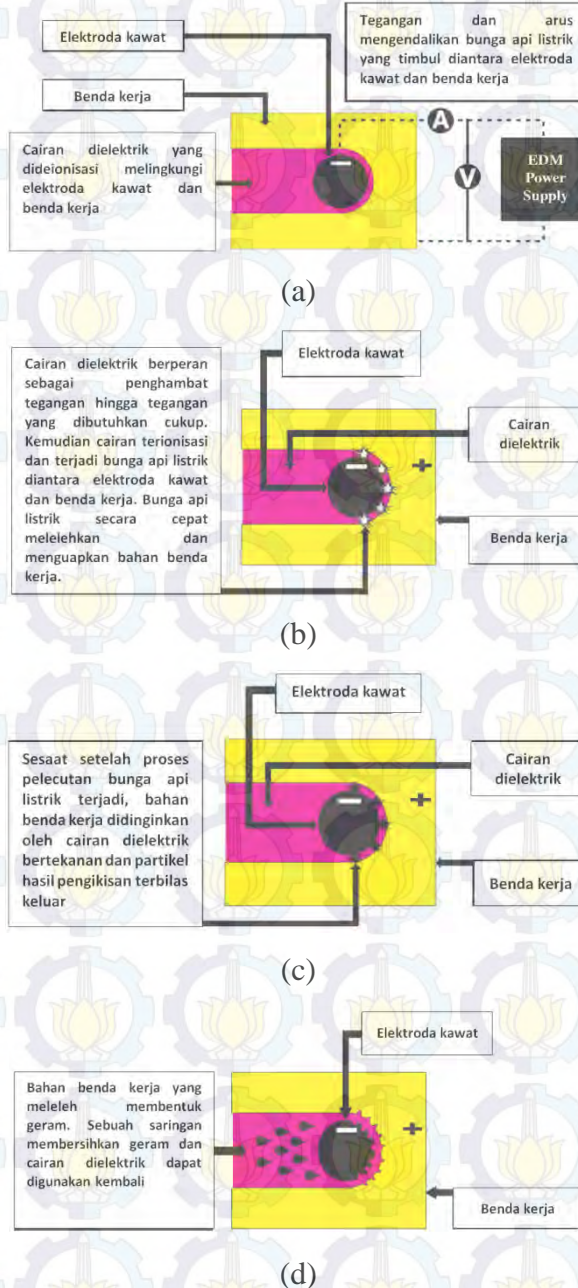 Elektroda kawat
Tegangan dan arus
mengendalikan bunga api listrik
yang timbul diantara elektroda
kawat dan benda kerja
Benda kerja
Cairan dielektrik yang
dideionisasi melingkungi
elektroda kawat dan
benda kerja
A
V
EDM
Power
Supply
(a)
Cairan dielektrik berperan
sebagai penghambat
tegangan hingga tegangan
yang dibutuhkan cukup.
Kemudian cairan terionisasi
dan terjadi bunga api listrik
diantara elektroda kawat
dan benda kerja. Bunga api
listrik secara cepat
melelehkan dan
menguapkan bahan benda
kerja.
Elektroda kawat
Cairan
dielektrik
+
Benda kerja
(b)
Elektroda kawat
Sesaat setelah proses
pelecutan bunga api
listrik terjadi, bahan
benda kerja didinginkan
oleh cairan dielektrik
bertekanan dan partikel
hasil pengikisan terbilas
keluar
Cairan
dielektrik
+
Benda kerja
(c)
Elektroda kawat
Bahan benda kerja yang
meleleh membentuk
geram. Sebuah saringan
membersihkan geram dan
cairan dielektrik dapat
digunakan kembali
+
Benda kerja
(d)